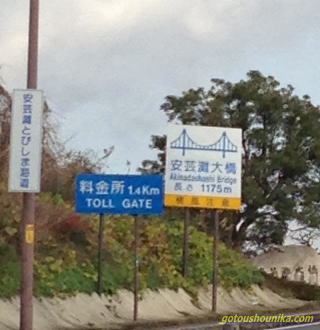 安芸灘とびしま海道
料金所 1.4Km
TOLL GATE
安芸灘大橋
Akinadaohashi Bridge
長さ 1175m
横風注意
gotoushounika.com